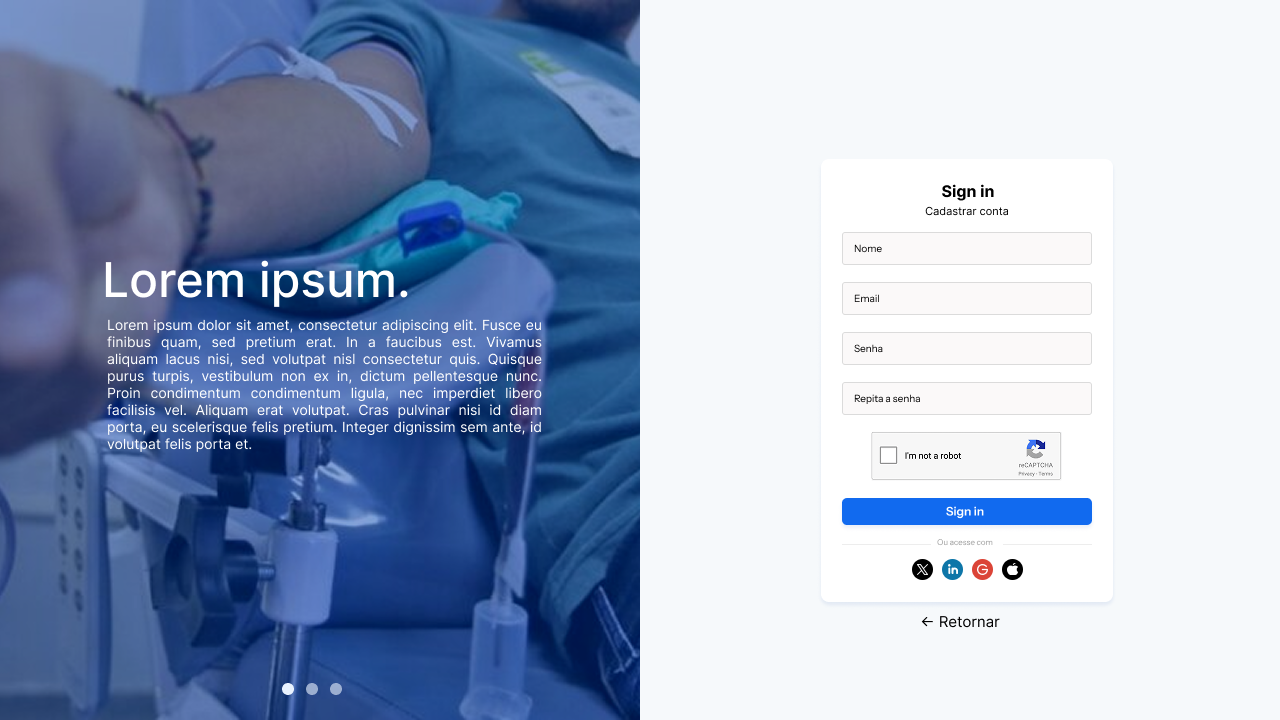 Lorem ipsum.
Lorem ipsum dolor sit amet, consectetur adipiscing elit. Fusce eu
finibus quam, sed pretium erat. In a faucibus est. Vivamus
aliquam lacus nisi, sed volutpat nisl consectetur quis. Quisque
purus turpis, vestibulum non ex in, dictum pellentesque nunc.
Proin condimentum condimentum ligula, nec imperdiet libero
facilisis vel. Aliquam erat volutpat. Cras pulvinar nisi id diam
porta, eu scelerisque felis pretium. Integer dignissim sem ante, id
volutpat felis porta et.
Sign in
Cadastrar conta
Nome
Email
Senha
Repita a senha
I'm not a robot
reCAPTCHA
Privacy - Terms
Sign in
Ou acesse com
← Retornar